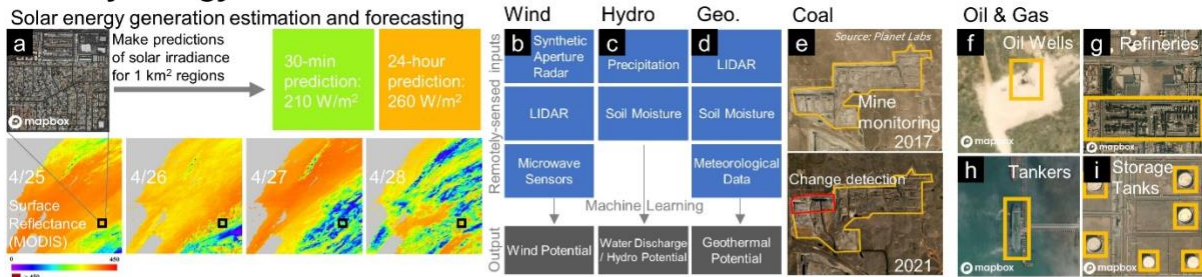 Solar energy generation estimation and forecasting
a
mapbox
Make predictions
of solar irradiance
for 1 km² regions
30-min
prediction:
210 W/m²
24-hour
prediction:
260 W/m²
4/25
Surface
Reflectance
(MODIS)
4/26
4/27
4/28
0
450
> 450
Remotely-sensed inputs
Output
Wind
b
Synthetic
Aperture
Radar
LIDAR
Microwave
Sensors
Wind Potential
Hydro
c
Precipitation
Soil Moisture
Machine Learning
Water Discharge
/ Hydro Potential
Geo.
d
LIDAR
Soil Moisture
Meteorological
Data
Geothermal
Potential
Coal
e
Source: Planet Labs
Mine
monitoring
2017
Change detection
2021
Oil & Gas
f
Oil Wells
mapbox
g
Refineries
mapbox
h
Tankers
mapbox
i
Storage
Tanks
mapbox